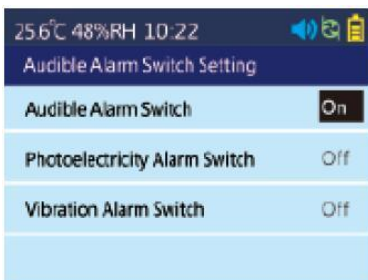 25.6℃ 48%RH 10:22
Audible Alarm Switch Setting
Audible Alarm Switch On
Photoelectricity Alarm Switch Off
Vibration Alarm Switch Off